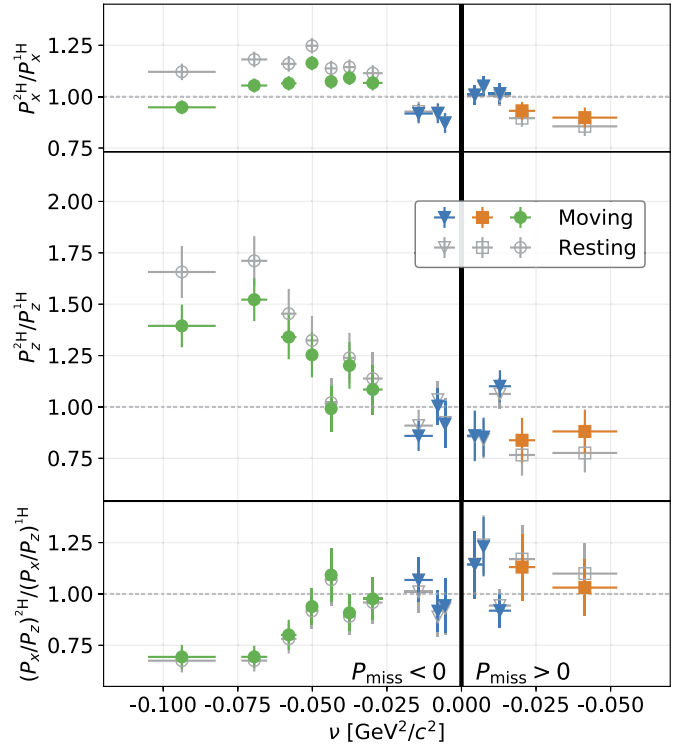 1.25
1.00
0.75
P_x^{2H}/P_x^{1H}
2.00
1.75
1.50
1.25
1.00
0.75
P_z^{2H}/P_z^{1H}
Moving
Resting
1.25
1.00
0.75
(P_x/P_z)^{2H}/(P_x/P_z)^{1H}
P_miss < 0 P_miss > 0
-0.100 -0.075 -0.050 -0.025 0.000 -0.025 -0.050
ν [GeV²/c²]